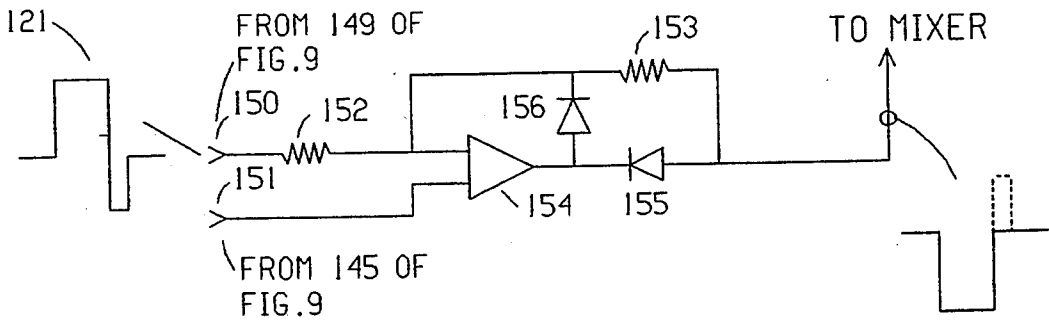 121
FROM 149 OF
FIG.9
150
152
151
FROM 145 OF
FIG.9
153
156
154
155
TO MIXER